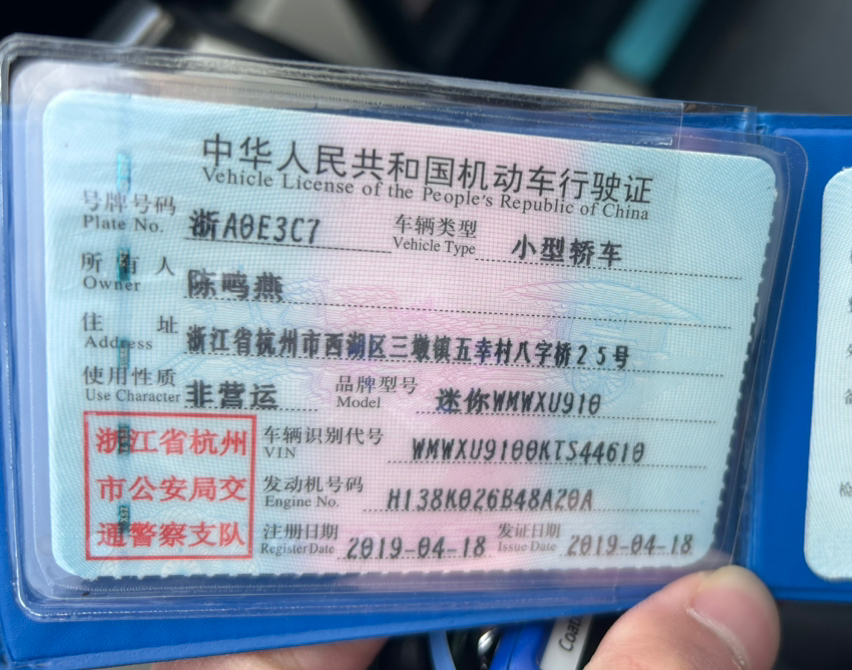 中华人民共和国机动车行驶证
Vehicle License of the People's Republic of China
号牌号码 浙A0E3C7 车辆类型 小型轿车
Plate No. Vehicle Type
所有人 陈鸣燕
Owner
住址 浙江省杭州市西湖区三墩镇五幸村八字桥25号
Address
使用性质 非营运 品牌型号 迷你WMWXU910
Use Character Model
浙江省杭州
市公安局交
通警察支队
车辆识别代号 WMWXU9100KTS44610
VIN
发动机号码 H138K026B48A20A
Engine No.
注册日期 2019-04-18 发证日期 2019-04-18
Register Date Issue Date